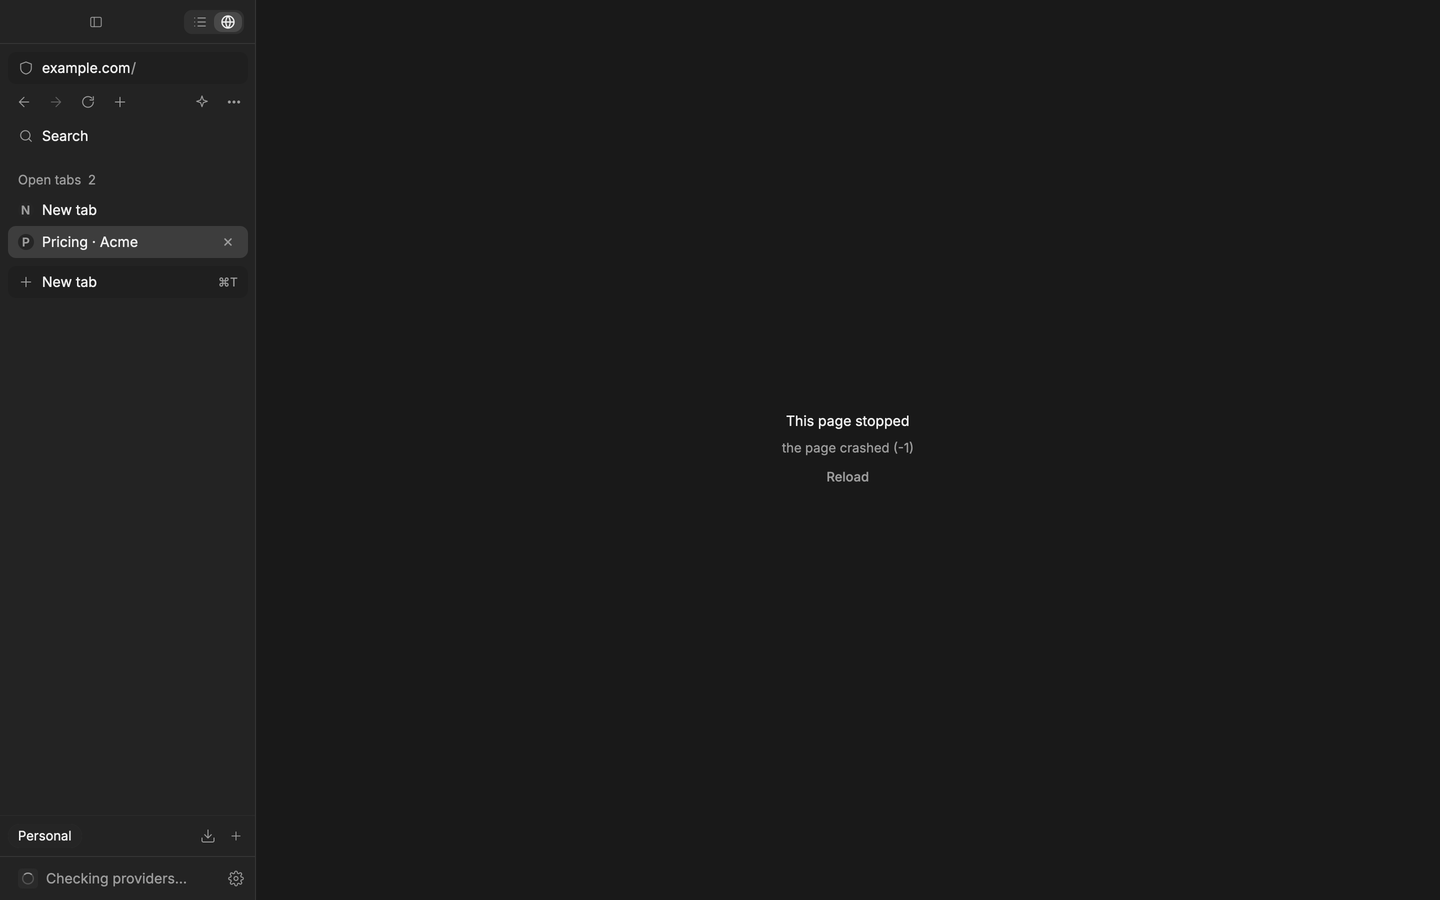 example.com/
Search
Open tabs 2
N New tab
P Pricing · Acme
New tab ⌘T
This page stopped
the page crashed (-1)
Reload
Personal
Checking providers...